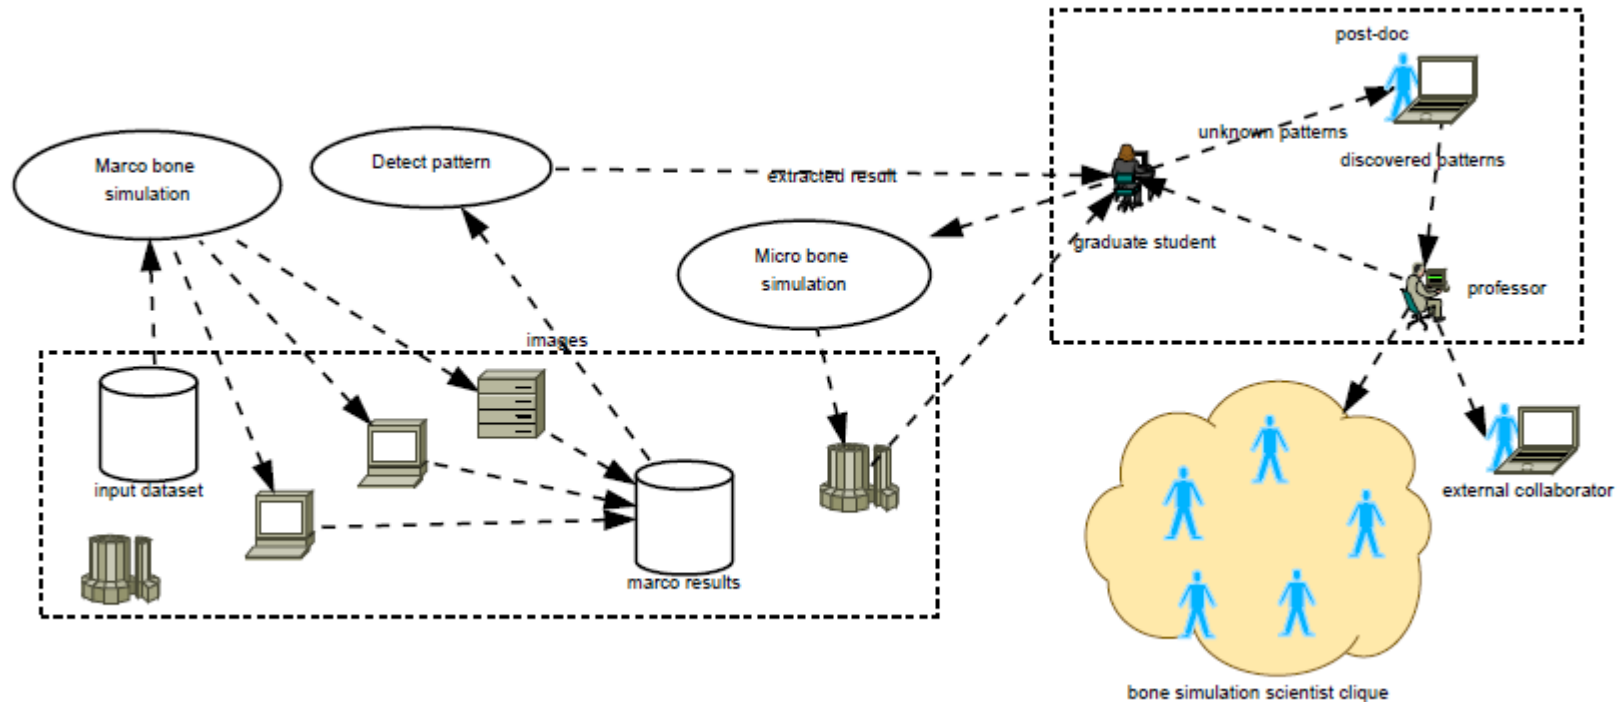 post-doc
Marco bone
simulation
Detect pattern
unknown patterns
discovered patterns
extracted result
graduate student
Micro bone
simulation
professor
images
input dataset
marco results
external collaborator
bone simulation scientist clique